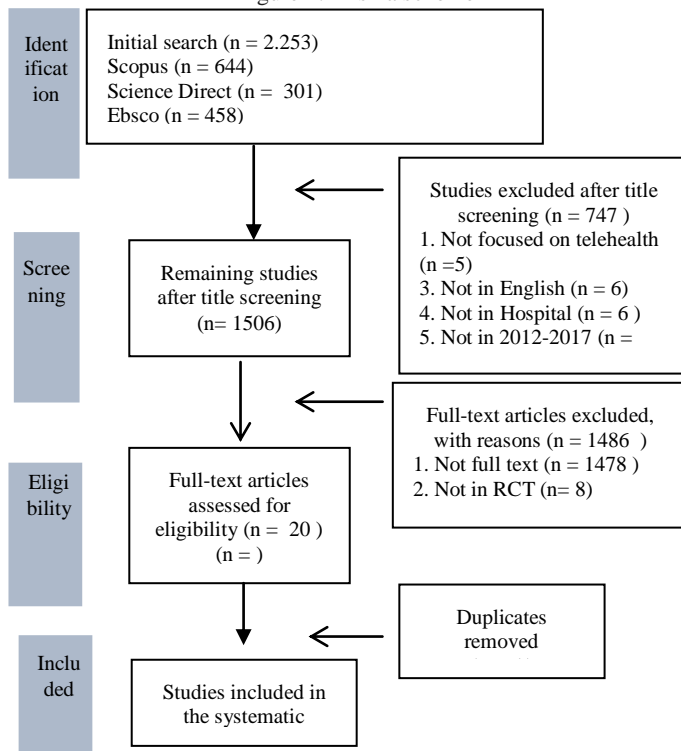 Ident
ificat
ion
Initial search (n = 2.253)
Scopus (n = 644)
Science Direct (n = 301)
Ebsco (n = 458)
Studies excluded after title
screening (n = 747 )
1. Not focused on telehealth
(n =5)
3. Not in English (n = 6)
4. Not in Hospital (n = 6 )
5. Not in 2012-2017 (n =
Scree
ning
Remaining studies
after title screening
(n= 1506)
Full-text articles excluded,
with reasons (n = 1486 )
1. Not full text (n = 1478 )
2. Not in RCT (n= 8)
Eligi
bility
Full-text articles
assessed for
eligibility (n = 20 )
(n = )
Duplicates
removed
Inclu
ded
Studies included in
the systematic